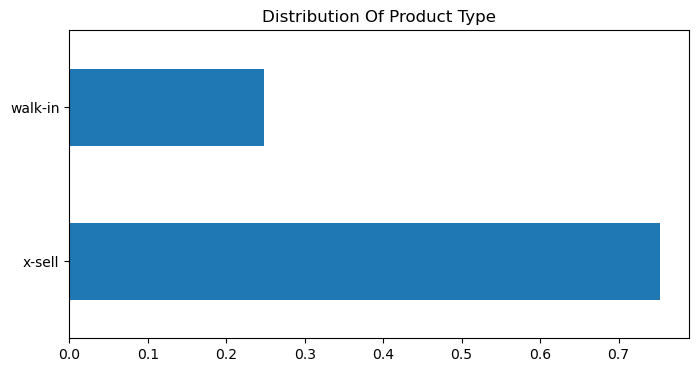 Distribution Of Product Type
walk-in
x-sell
0.0 0.1 0.2 0.3 0.4 0.5 0.6 0.7